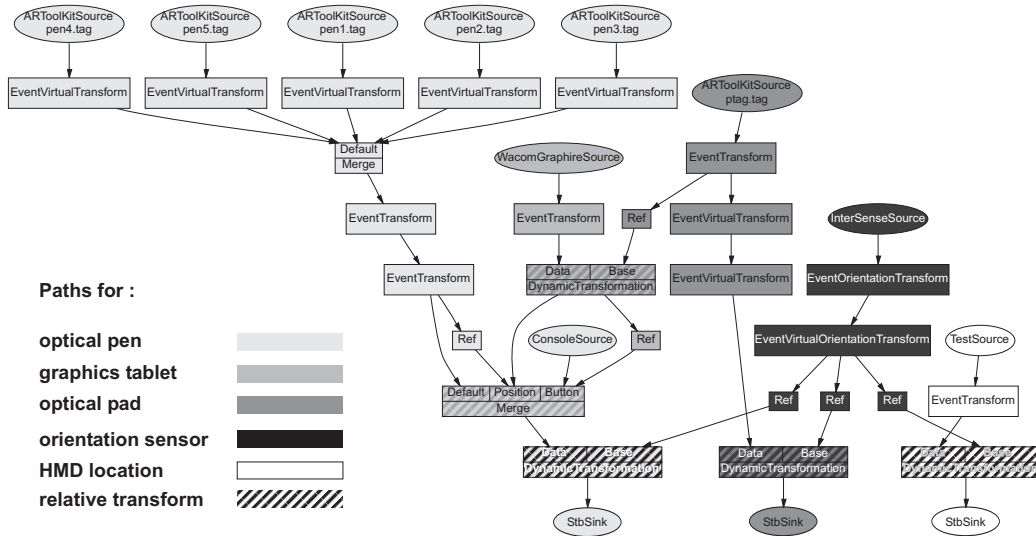 ARToolKitSource
pen4.tag
ARToolKitSource
pen5.tag
ARToolKitSource
pen1.tag
ARToolKitSource
pen2.tag
ARToolKitSource
pen3.tag
EventVirtualTransform
EventVirtualTransform
EventVirtualTransform
EventVirtualTransform
EventVirtualTransform
ARToolKitSource
ptag.tag
Default
Merge
WacomGraphireSource
EventTransform
EventTransform
EventTransform
Ref
EventVirtualTransform
InterSenseSource
EventTransform
Data
Base
DynamicTransformation
EventVirtualTransform
EventOrientationTransform
Paths for :
optical pen
graphics tablet
optical pad
orientation sensor
HMD location
relative transform
Ref
ConsoleSource
Ref
EventVirtualOrientationTransform
TestSource
Default
Position
Button
Merge
Ref
Ref
Ref
EventTransform
Data
Base
DynamicTransformation
Data
Base
DynamicTransformation
Data
Base
DynamicTransformation
StbSink
StbSink
StbSink